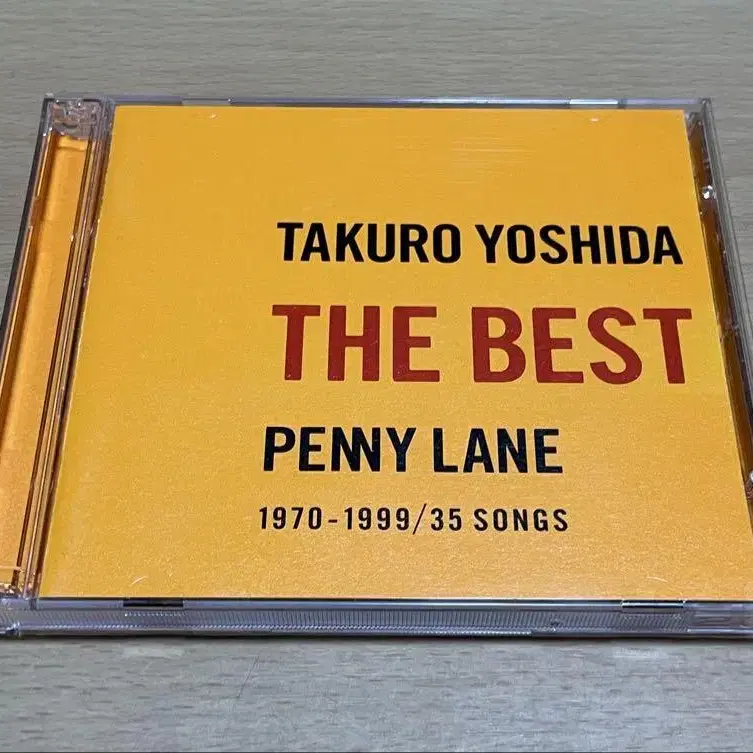 TAKURO YOSHIDA
THE BEST
PENNY LANE
1970-1999/35 SONGS